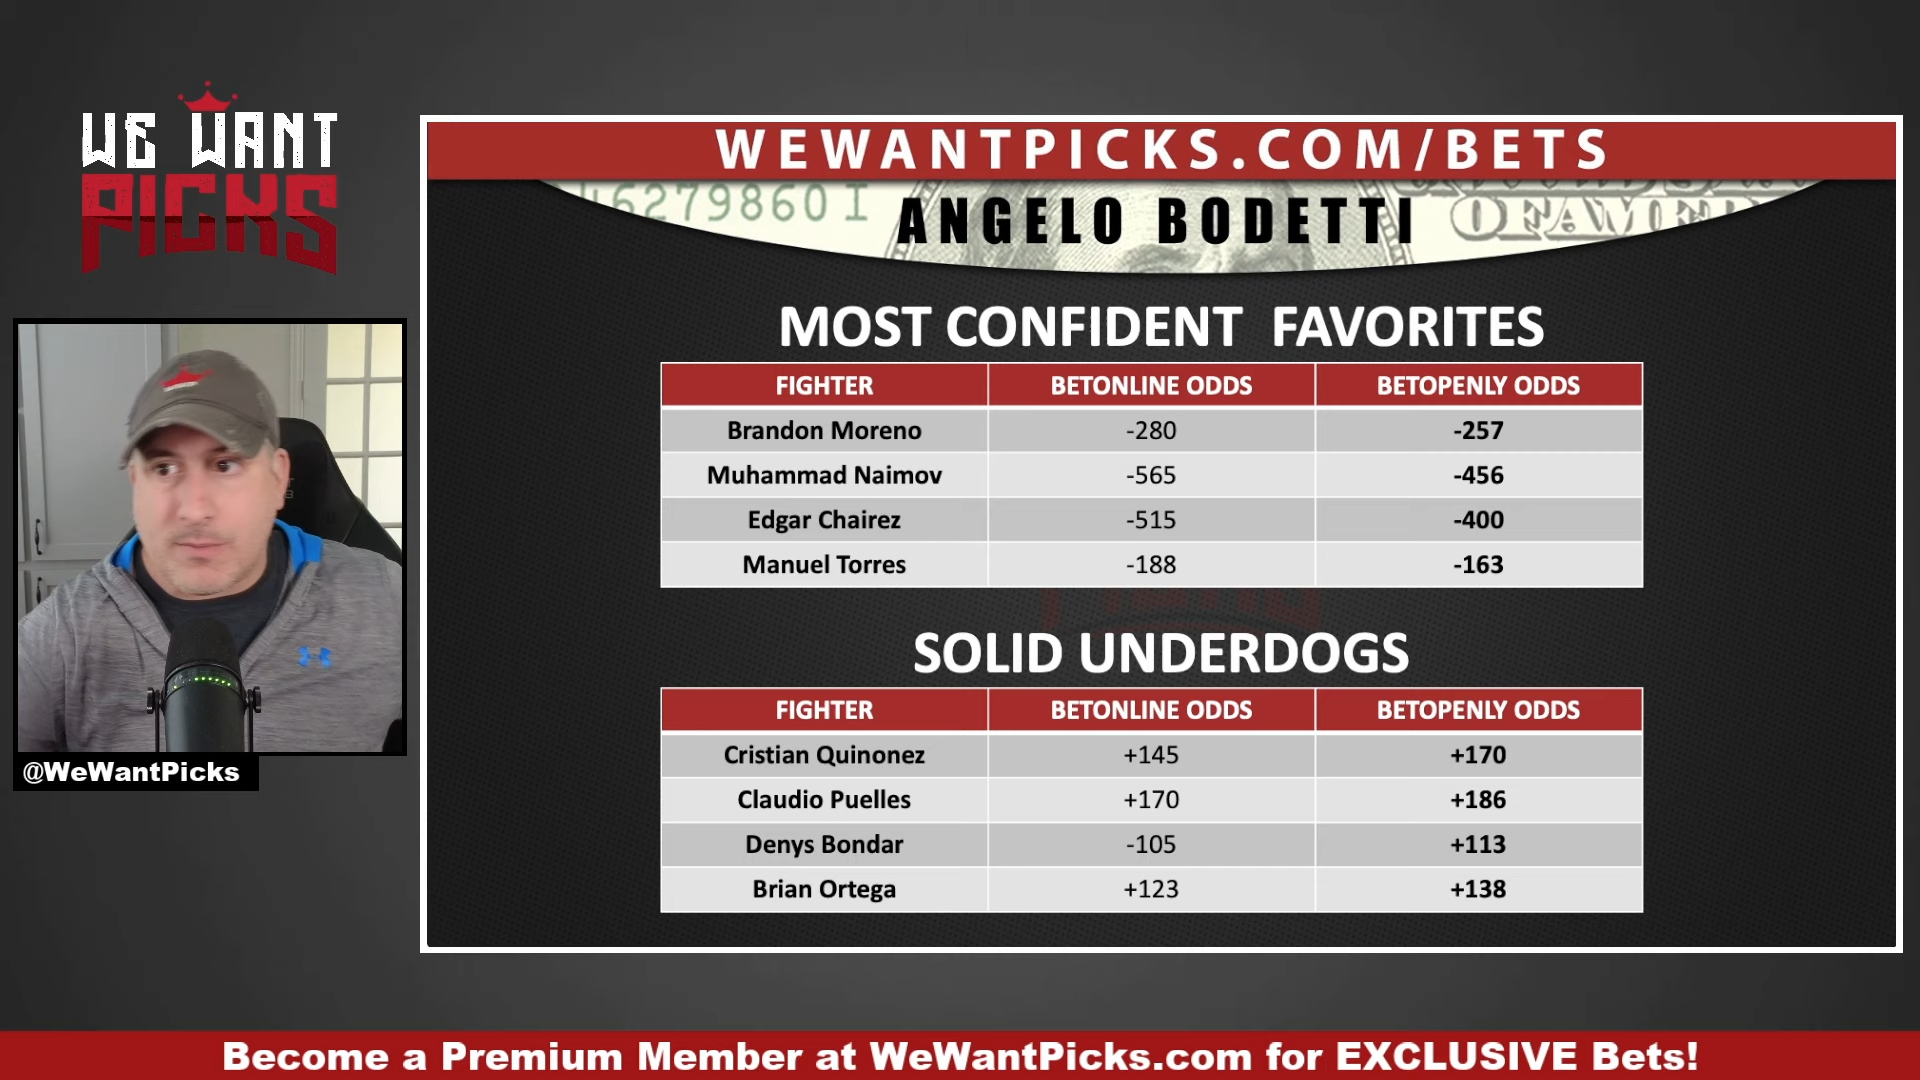 WE WANT
PICKS
WEWANTPICKS.COM/BETS
46279860 I
OF AMER
ANGELO BODETTI
MOST CONFIDENT FAVORITES
FIGHTER BETONLINE ODDS BETOPENLY ODDS
Brandon Moreno -280 -257
Muhammad Naimov -565 -456
Edgar Chairez -515 -400
Manuel Torres -188 -163
SOLID UNDERDOGS
FIGHTER BETONLINE ODDS BETOPENLY ODDS
Cristian Quinonez +145 +170
Claudio Puelles +170 +186
Denys Bondar -105 +113
Brian Ortega +123 +138
@WeWantPicks
Become a Premium Member at WeWantPicks.com for EXCLUSIVE Bets!